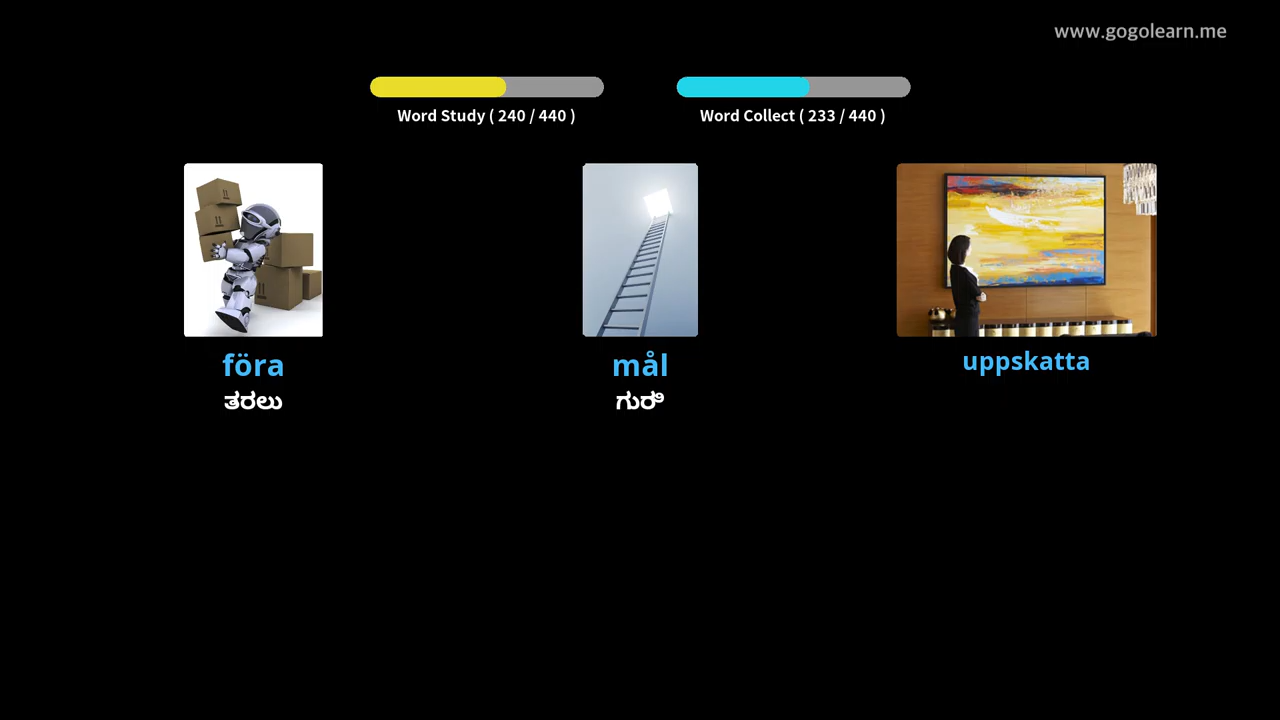 www.gogolearn.me
Word Study ( 240 / 440 )
Word Collect ( 233 / 440 )
föra
mål
uppskatta
ತರಲು
ಗುರಿ